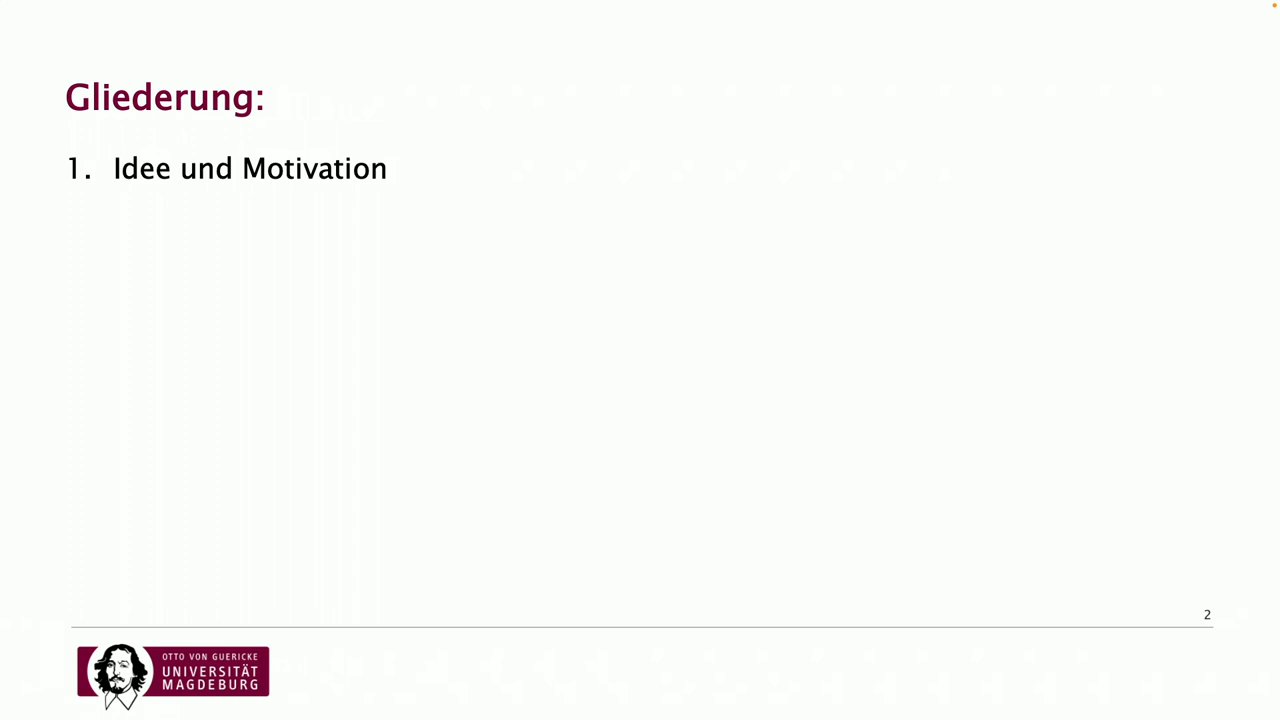 Gliederung:
1. Idee und Motivation
2
OTTO VON GUERICKE
UNIVERSITÄT
MAGDEBURG